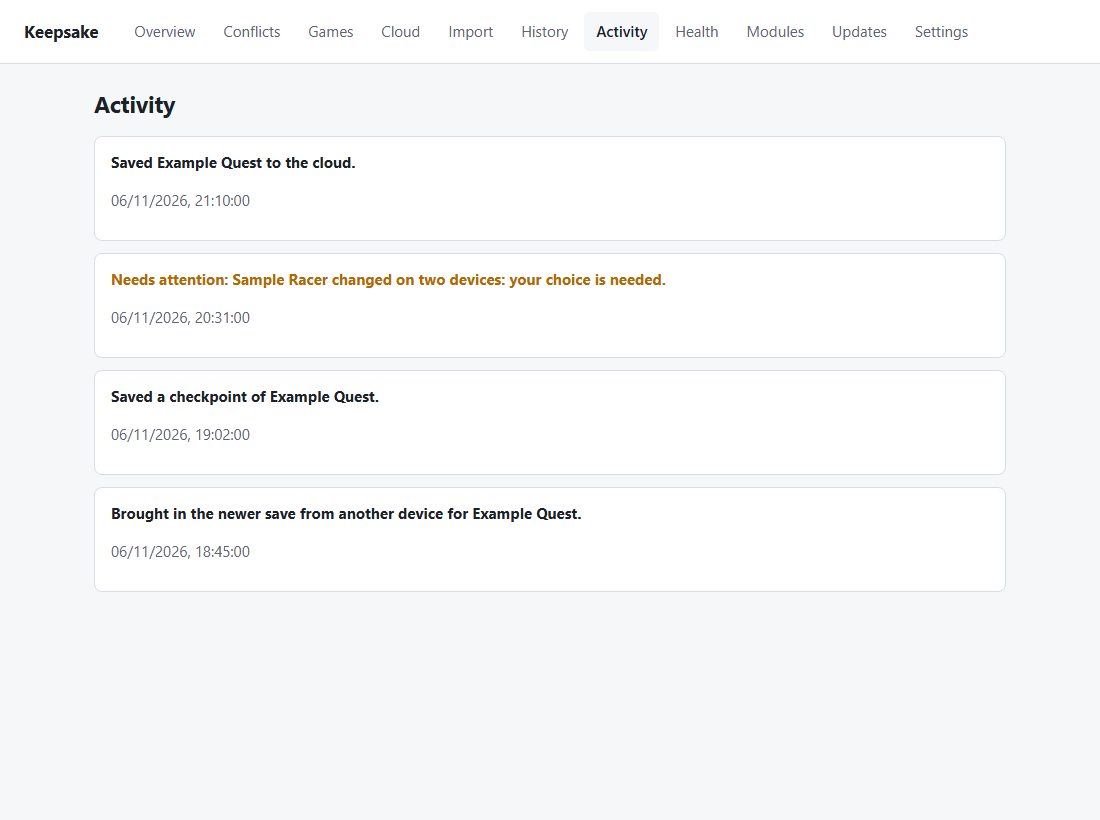 Keepsake Overview Conflicts Games Cloud Import History Activity Health Modules Updates Settings
Activity
Saved Example Quest to the cloud.
06/11/2026, 21:10:00
Needs attention: Sample Racer changed on two devices: your choice is needed.
06/11/2026, 20:31:00
Saved a checkpoint of Example Quest.
06/11/2026, 19:02:00
Brought in the newer save from another device for Example Quest.
06/11/2026, 18:45:00